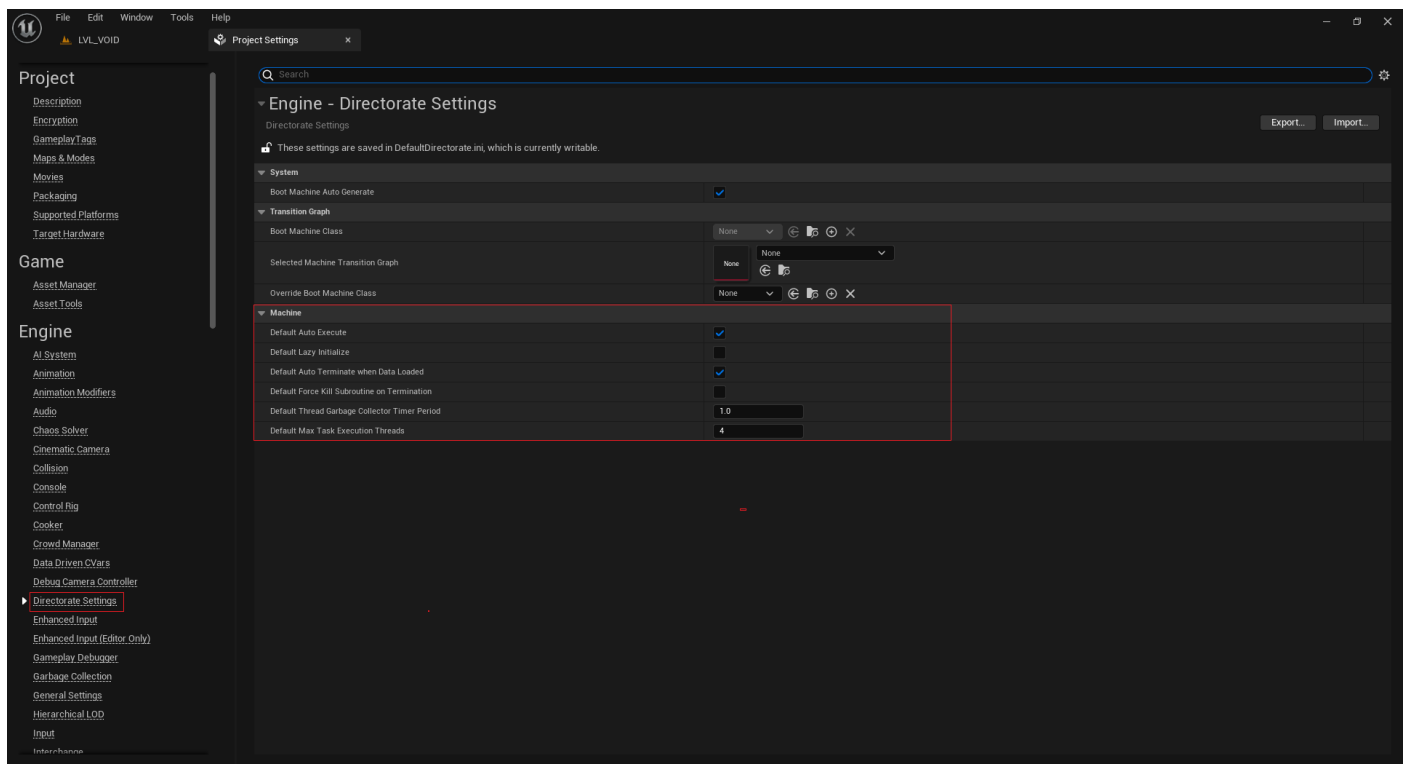 File Edit Window Tools Help
LVL_VOID
Project Settings
Project
Description
Encryption
GameplayTags
Maps & Modes
Movies
Packaging
Supported Platforms
Target Hardware
Game
Asset Manager
Asset Tools
Engine
AI System
Animation
Animation Modifiers
Audio
Chaos Solver
Cinematic Camera
Collision
Console
Control Rig
Cooker
Crowd Manager
Data Driven CVars
Debug Camera Controller
Directorate Settings
Enhanced Input
Enhanced Input (Editor Only)
Gameplay Debugger
Garbage Collection
General Settings
Hierarchical LOD
Input
Interchange
Search
Engine - Directorate Settings
Directorate Settings
Export... Import...
These settings are saved in DefaultDirectorate.ini, which is currently writable.
System
Boot Machine Auto Generate
Transition Graph
Boot Machine Class None
Selected Machine Transition Graph None None
Override Boot Machine Class None
Machine
Default Auto Execute
Default Lazy Initialize
Default Auto Terminate when Data Loaded
Default Force Kill Subroutine on Termination
Default Thread Garbage Collector Timer Period 1.0
Default Max Task Execution Threads 4